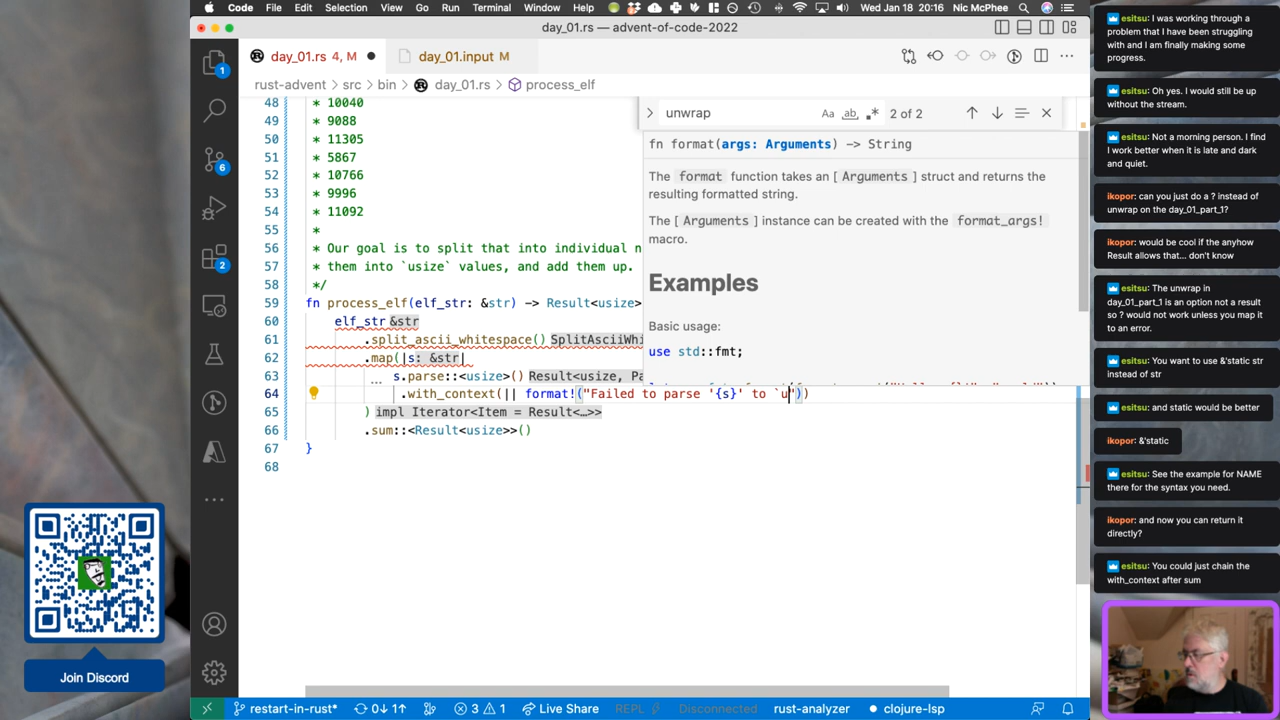 Code File Edit Selection View Go Run Terminal Window Help Wed Jan 18 20:16 Nic McPhee
day_01.rs — advent-of-code-2022
day_01.rs 4, M
day_01.input M
rust-advent > src > bin > day_01.rs > process_elf
unwrap
Aa ab 2 of 2
fn format(args: Arguments) -> String
The format function takes an [ Arguments ] struct and returns the
resulting formatted string.
The [ Arguments ] instance can be created with the format_args!
macro.
Examples
Basic usage:
use std::fmt;
48 * 10040
49 * 9088
50 * 11305
51 * 5867
52 * 10766
53 * 9996
54 * 11092
55 *
56 * Our goal is to split that into individual n
57 * them into `usize` values, and add them up.
58 */
59 fn process_elf(elf_str: &str) -> Result<usize>
60 elf_str &str
61 .split_ascii_whitespace() SplitAsciiWhi
62 .map(|s: &str|
63 s.parse::<usize>() Result<usize, Pa
64 .with_context(|| format!("Failed to parse '{s}' to `u"))
65 ) impl Iterator<Item = Result<…>>
66 .sum::<Result<usize>>()
67 }
68
1
6
2
Join Discord
restart-in-rust* 0↓ 1↑ 3 1 Live Share REPL Disconnected rust-analyzer clojure-lsp
esitsu: I was working through a
problem that I have been struggling
with and I am finally making some
progress.
esitsu: Oh yes. I would still be up
without the stream.
esitsu: Not a morning person. I find
I work better when it is late and dark
and quiet.
ikopor: can you just do a ? instead of
unwrap on the day_01_part_1?
ikopor: would be cool if the anyhow
Result allows that... don't know
esitsu: The unwrap in
day_01_part_1 is an option not a result
so ? would not work unless you map it
to an error.
esitsu: You want to use &'static str
instead of str
esitsu: and static would be better
ikopor: &'static
esitsu: See the example for NAME
there for the syntax you need.
ikopor: and now you can return it
directly?
esitsu: You could just chain the
with_context after sum